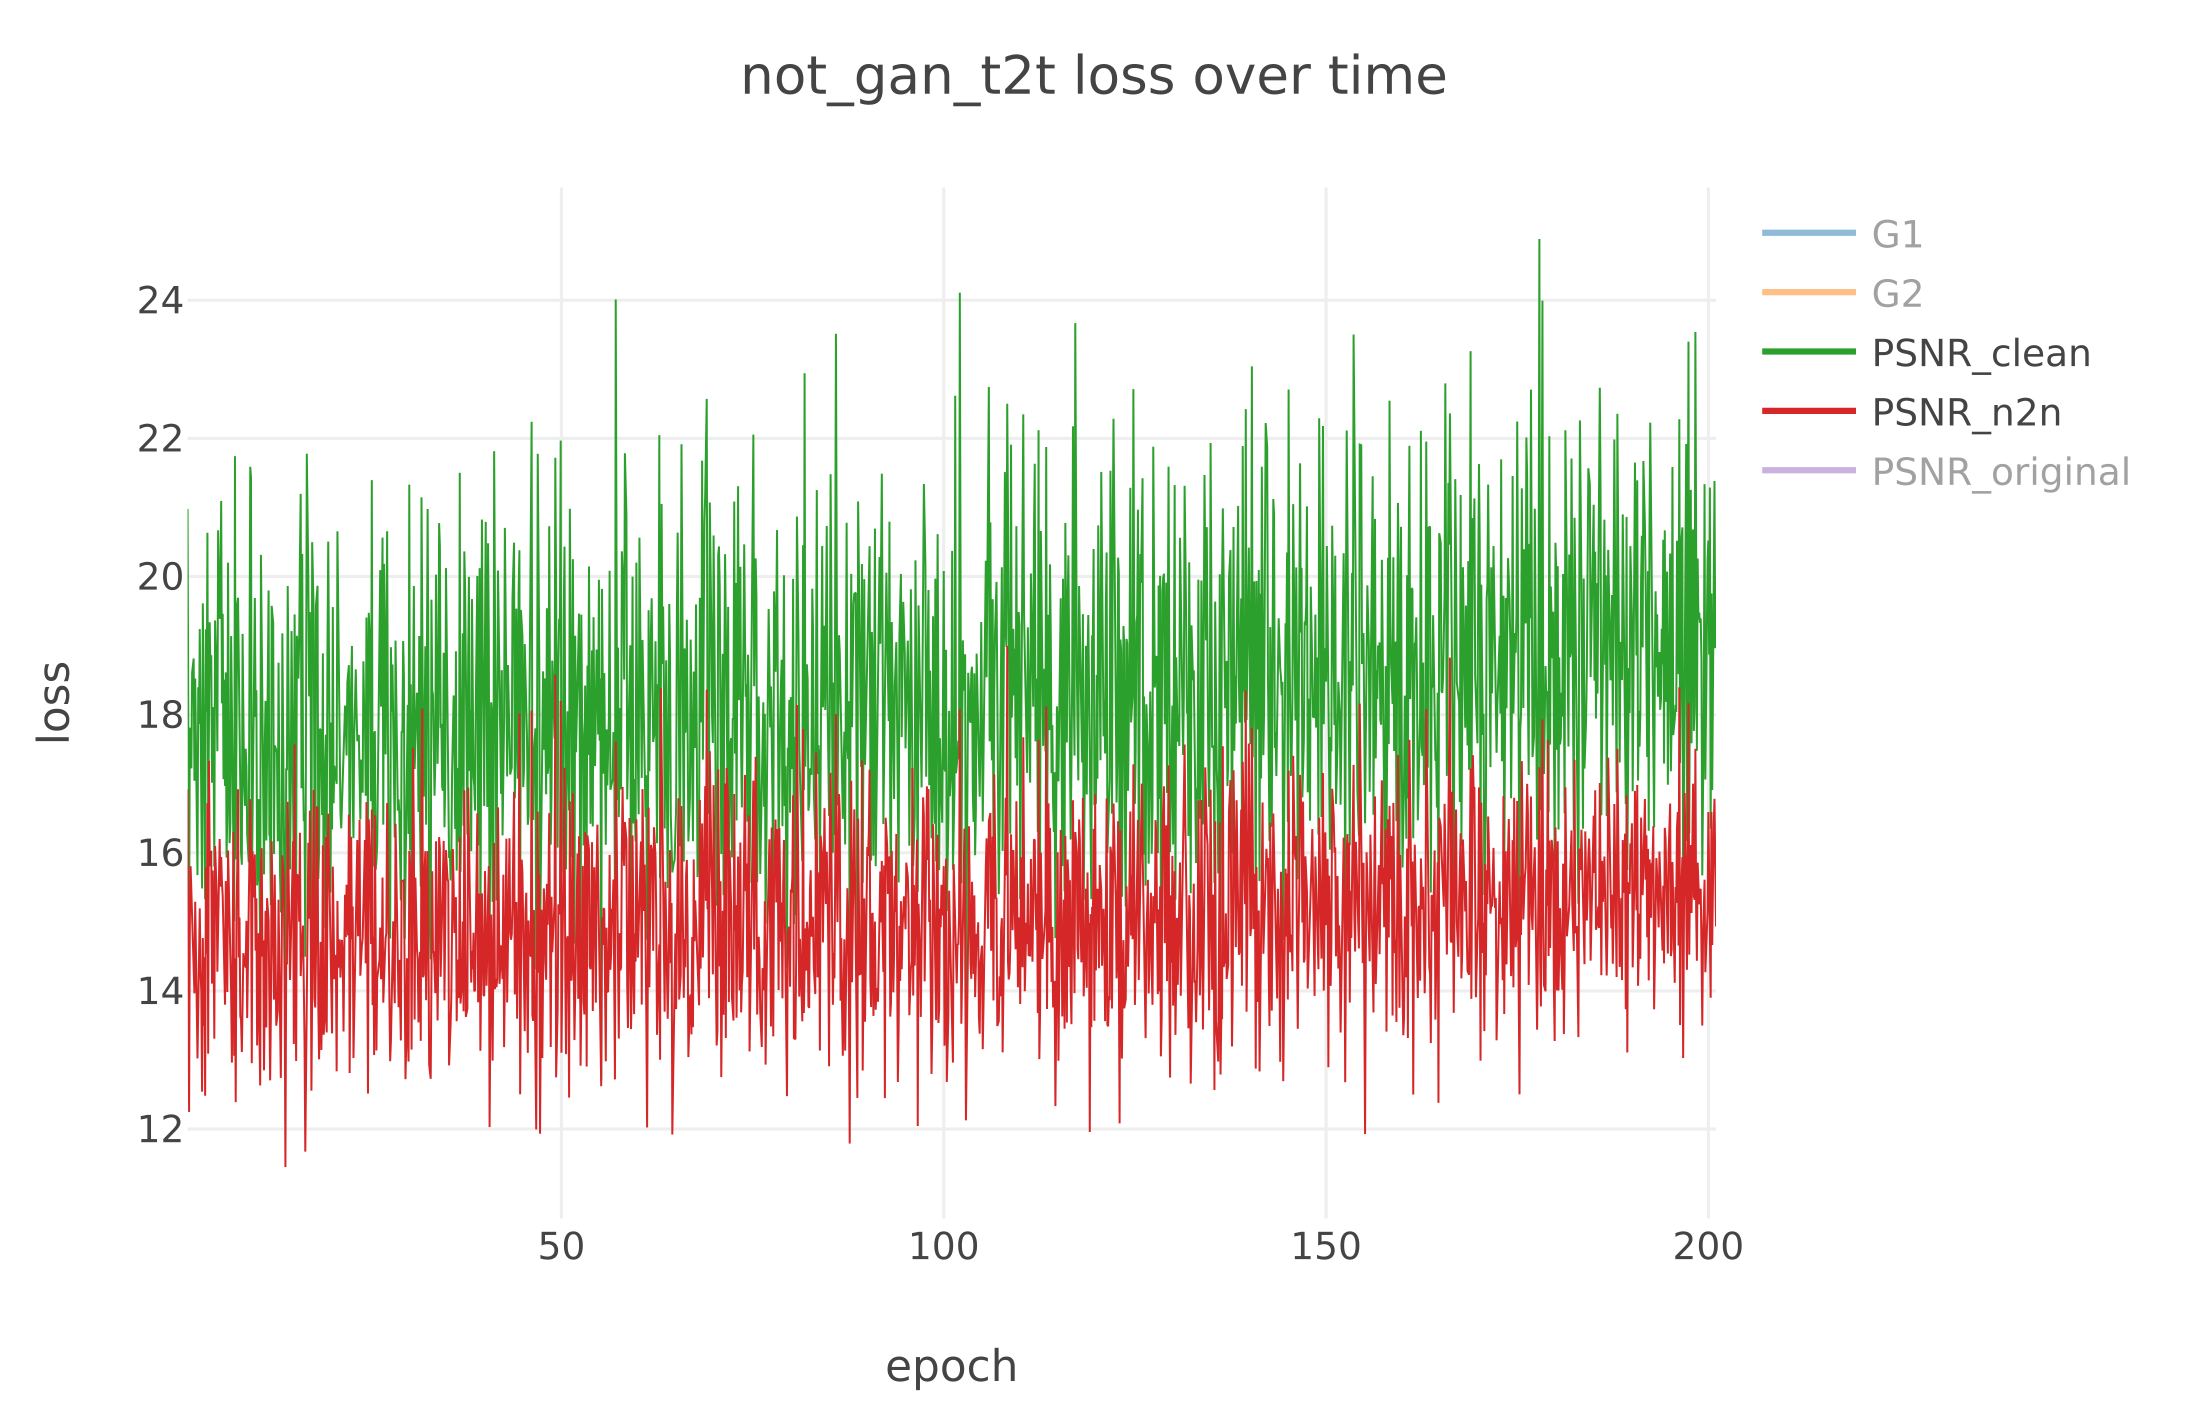 not_gan_t2t loss over time
G1
G2
PSNR_clean
PSNR_n2n
PSNR_original
24
22
20
18
16
14
12
loss
50
100
150
200
epoch